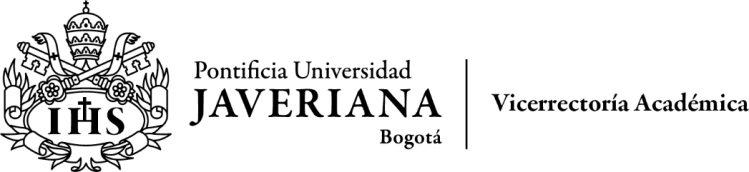 IHS
Pontificia Universidad
JAVERIANA
Bogotá
Vicerrectoría Académica